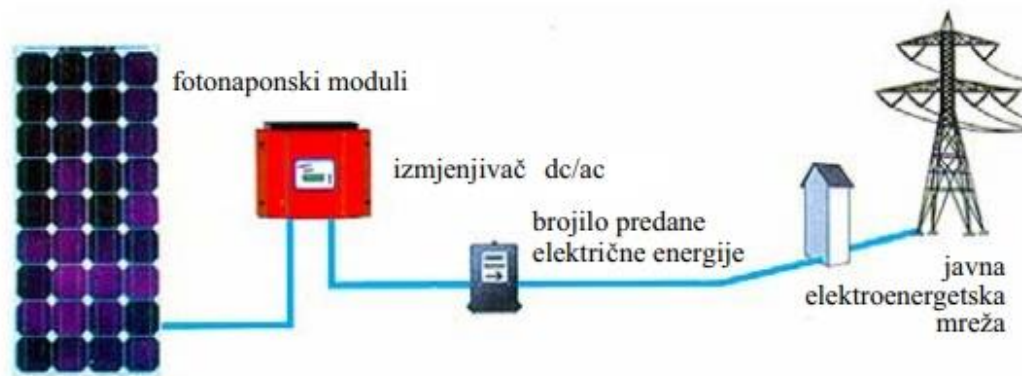 fotonaponski moduli
izmjenjivač dc/ac
brojilo predane
električne energije
javna
elektroenergetska
mreža